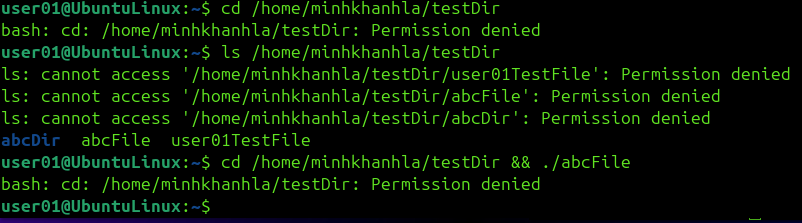 user01@UbuntuLinux:~$ cd /home/minhkhanhla/testDir
bash: cd: /home/minhkhanhla/testDir: Permission denied
user01@UbuntuLinux:~$ ls /home/minhkhanhla/testDir
ls: cannot access '/home/minhkhanhla/testDir/user01TestFile': Permission denied
ls: cannot access '/home/minhkhanhla/testDir/abcFile': Permission denied
ls: cannot access '/home/minhkhanhla/testDir/abcDir': Permission denied
abcDir  abcFile  user01TestFile
user01@UbuntuLinux:~$ cd /home/minhkhanhla/testDir && ./abcFile
bash: cd: /home/minhkhanhla/testDir: Permission denied
user01@UbuntuLinux:~$